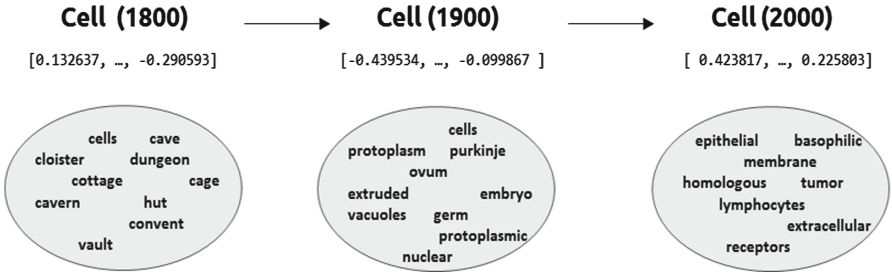 Cell (1800)
Cell (1900)
Cell (2000)
[0.132637, …, -0.290593]
[-0.439534, …, -0.099867 ]
[ 0.423817, …, 0.225803]
cells cave
cloister dungeon
cottage cage
cavern hut
convent
vault
cells
protoplasm purkinje
ovum
extruded embryo
vacuoles germ
protoplasmic
nuclear
epithelial basophilic
membrane
homologous tumor
lymphocytes
extracellular
receptors